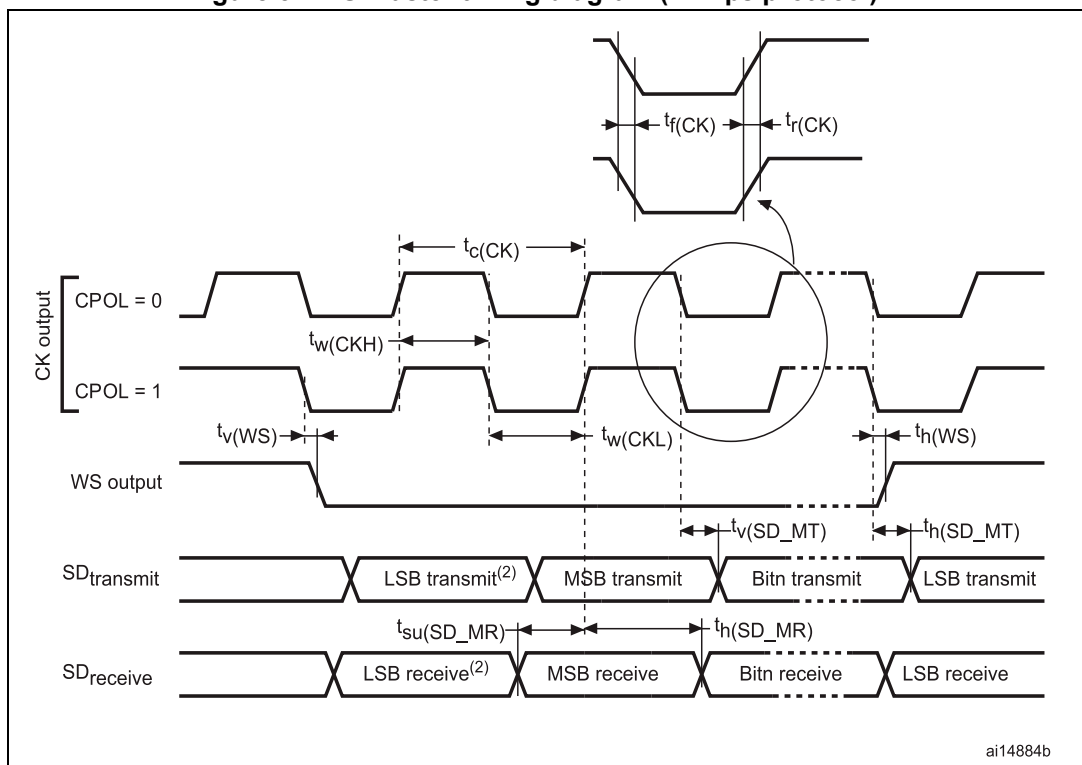 tf(CK)
tr(CK)
tc(CK)
CK output
CPOL = 0
tw(CKH)
CPOL = 1
tv(WS)
tw(CKL)
th(WS)
WS output
tv(SD_MT)
th(SD_MT)
SDtransmit
LSB transmit(2)
MSB transmit
Bitn transmit
LSB transmit
tsu(SD_MR)
th(SD_MR)
SDreceive
LSB receive(2)
MSB receive
Bitn receive
LSB receive
ai14884b